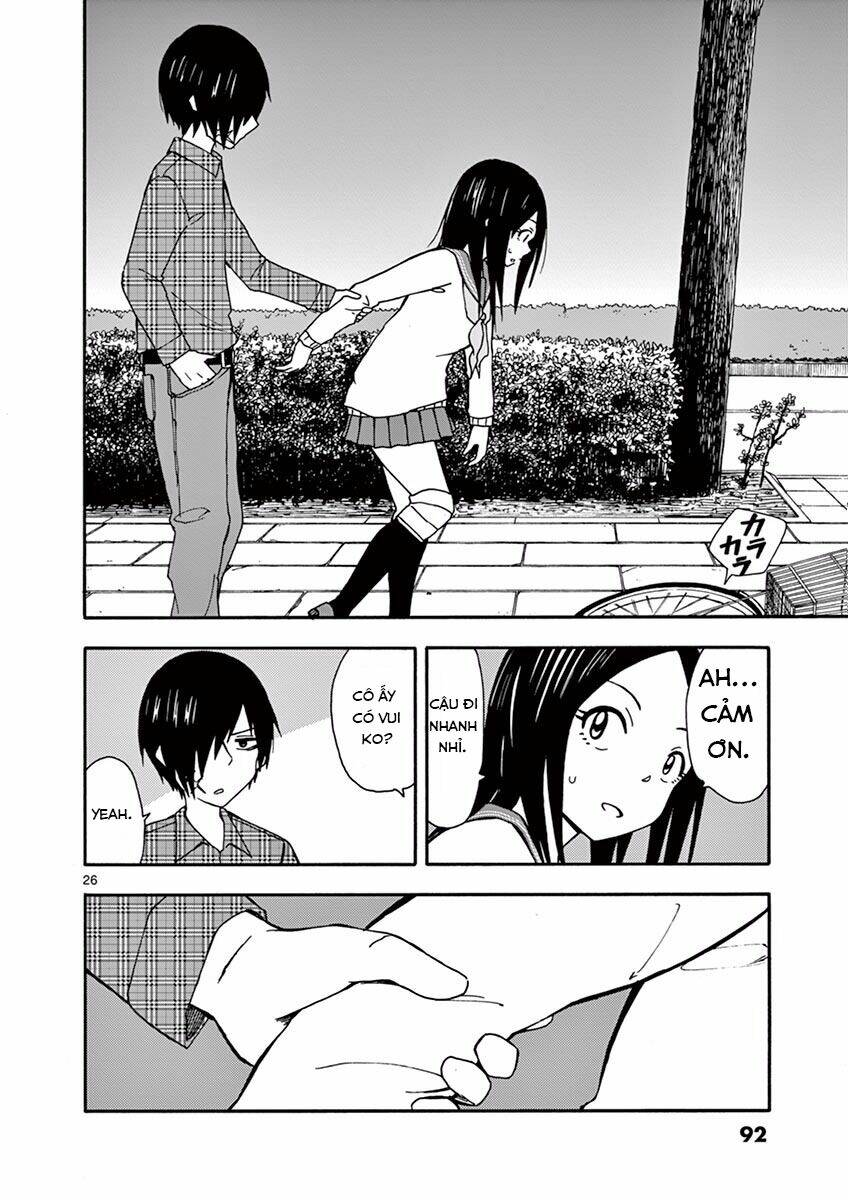 カラ
カラ
AH...
CẢM
ƠN.
CẬU ĐI
NHANH
NHỈ.
CÔ ẤY
CÓ VUI
KO?
YEAH.
26
92